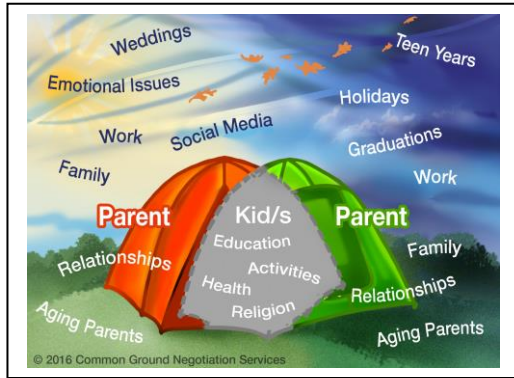 Weddings
Teen Years
Emotional Issues
Holidays
Work
Social Media
Graduations
Family
Work
Parent
Kid/s
Parent
Education
Family
Relationships
Activities
Health
Relationships
Religion
Aging Parents
Aging Parents
© 2016 Common Ground Negotiation Services